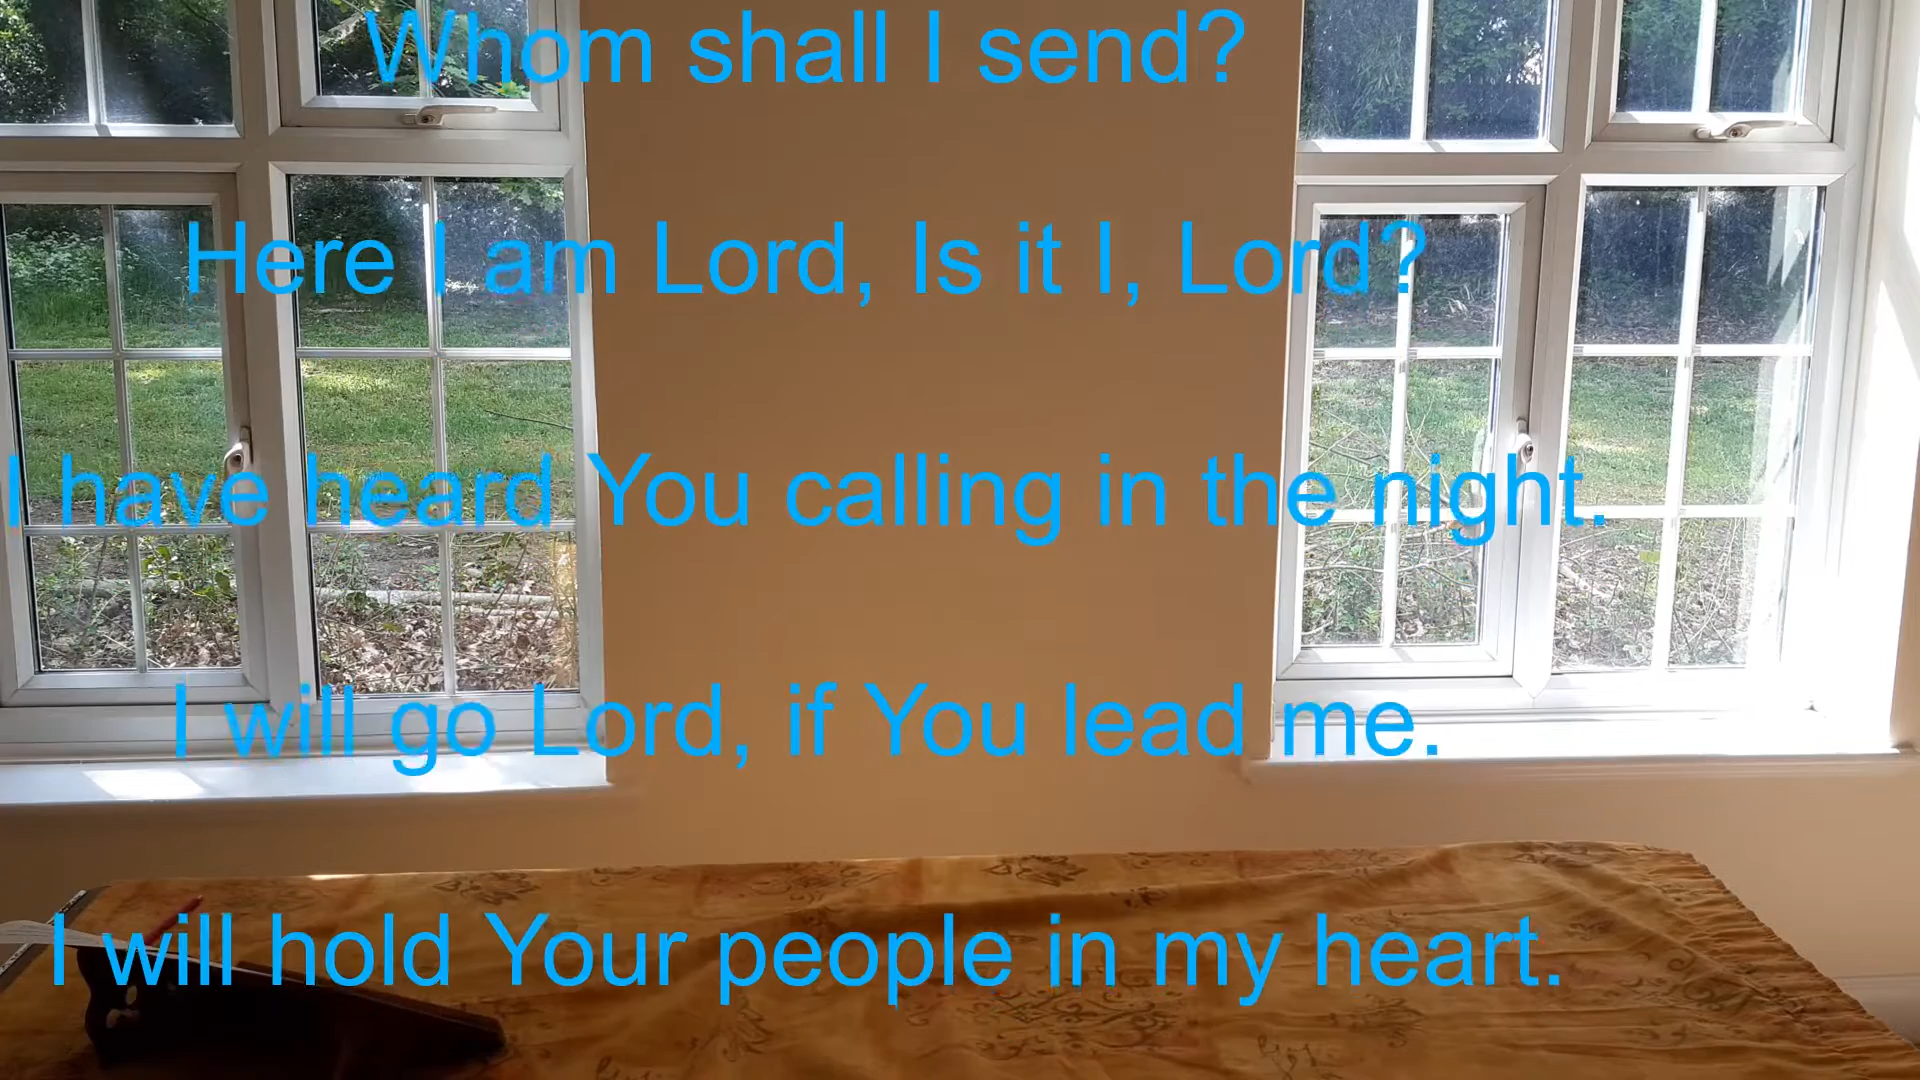 Whom shall I send?
Here I am Lord, Is it I, Lord?
I have heard You calling in the night.
I will go Lord, if You lead me.
I will hold Your people in my heart.